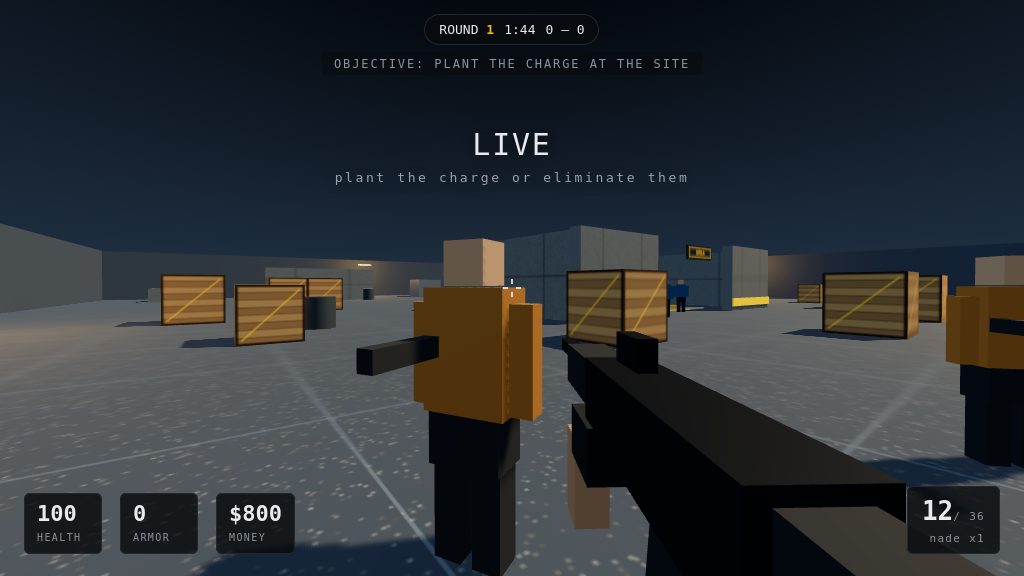 ROUND 1 1:44 0 — 0
OBJECTIVE: PLANT THE CHARGE AT THE SITE
LIVE
plant the charge or eliminate them
100
HEALTH
0
ARMOR
$800
MONEY
12/ 36
nade x1